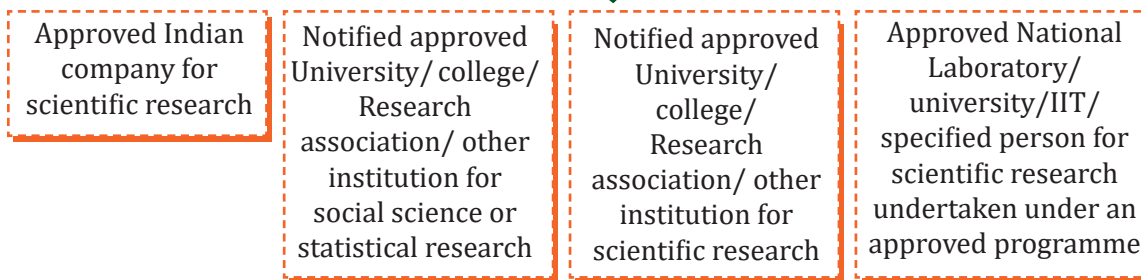 Approved Indian
company for
scientific research
Notified approved
University/ college/
Research
association/ other
institution for
social science or
statistical research
Notified approved
University/
college/
Research
association/ other
institution for
scientific research
Approved National
Laboratory/
university/IIT/
specified person for
scientific research
undertaken under an
approved programme